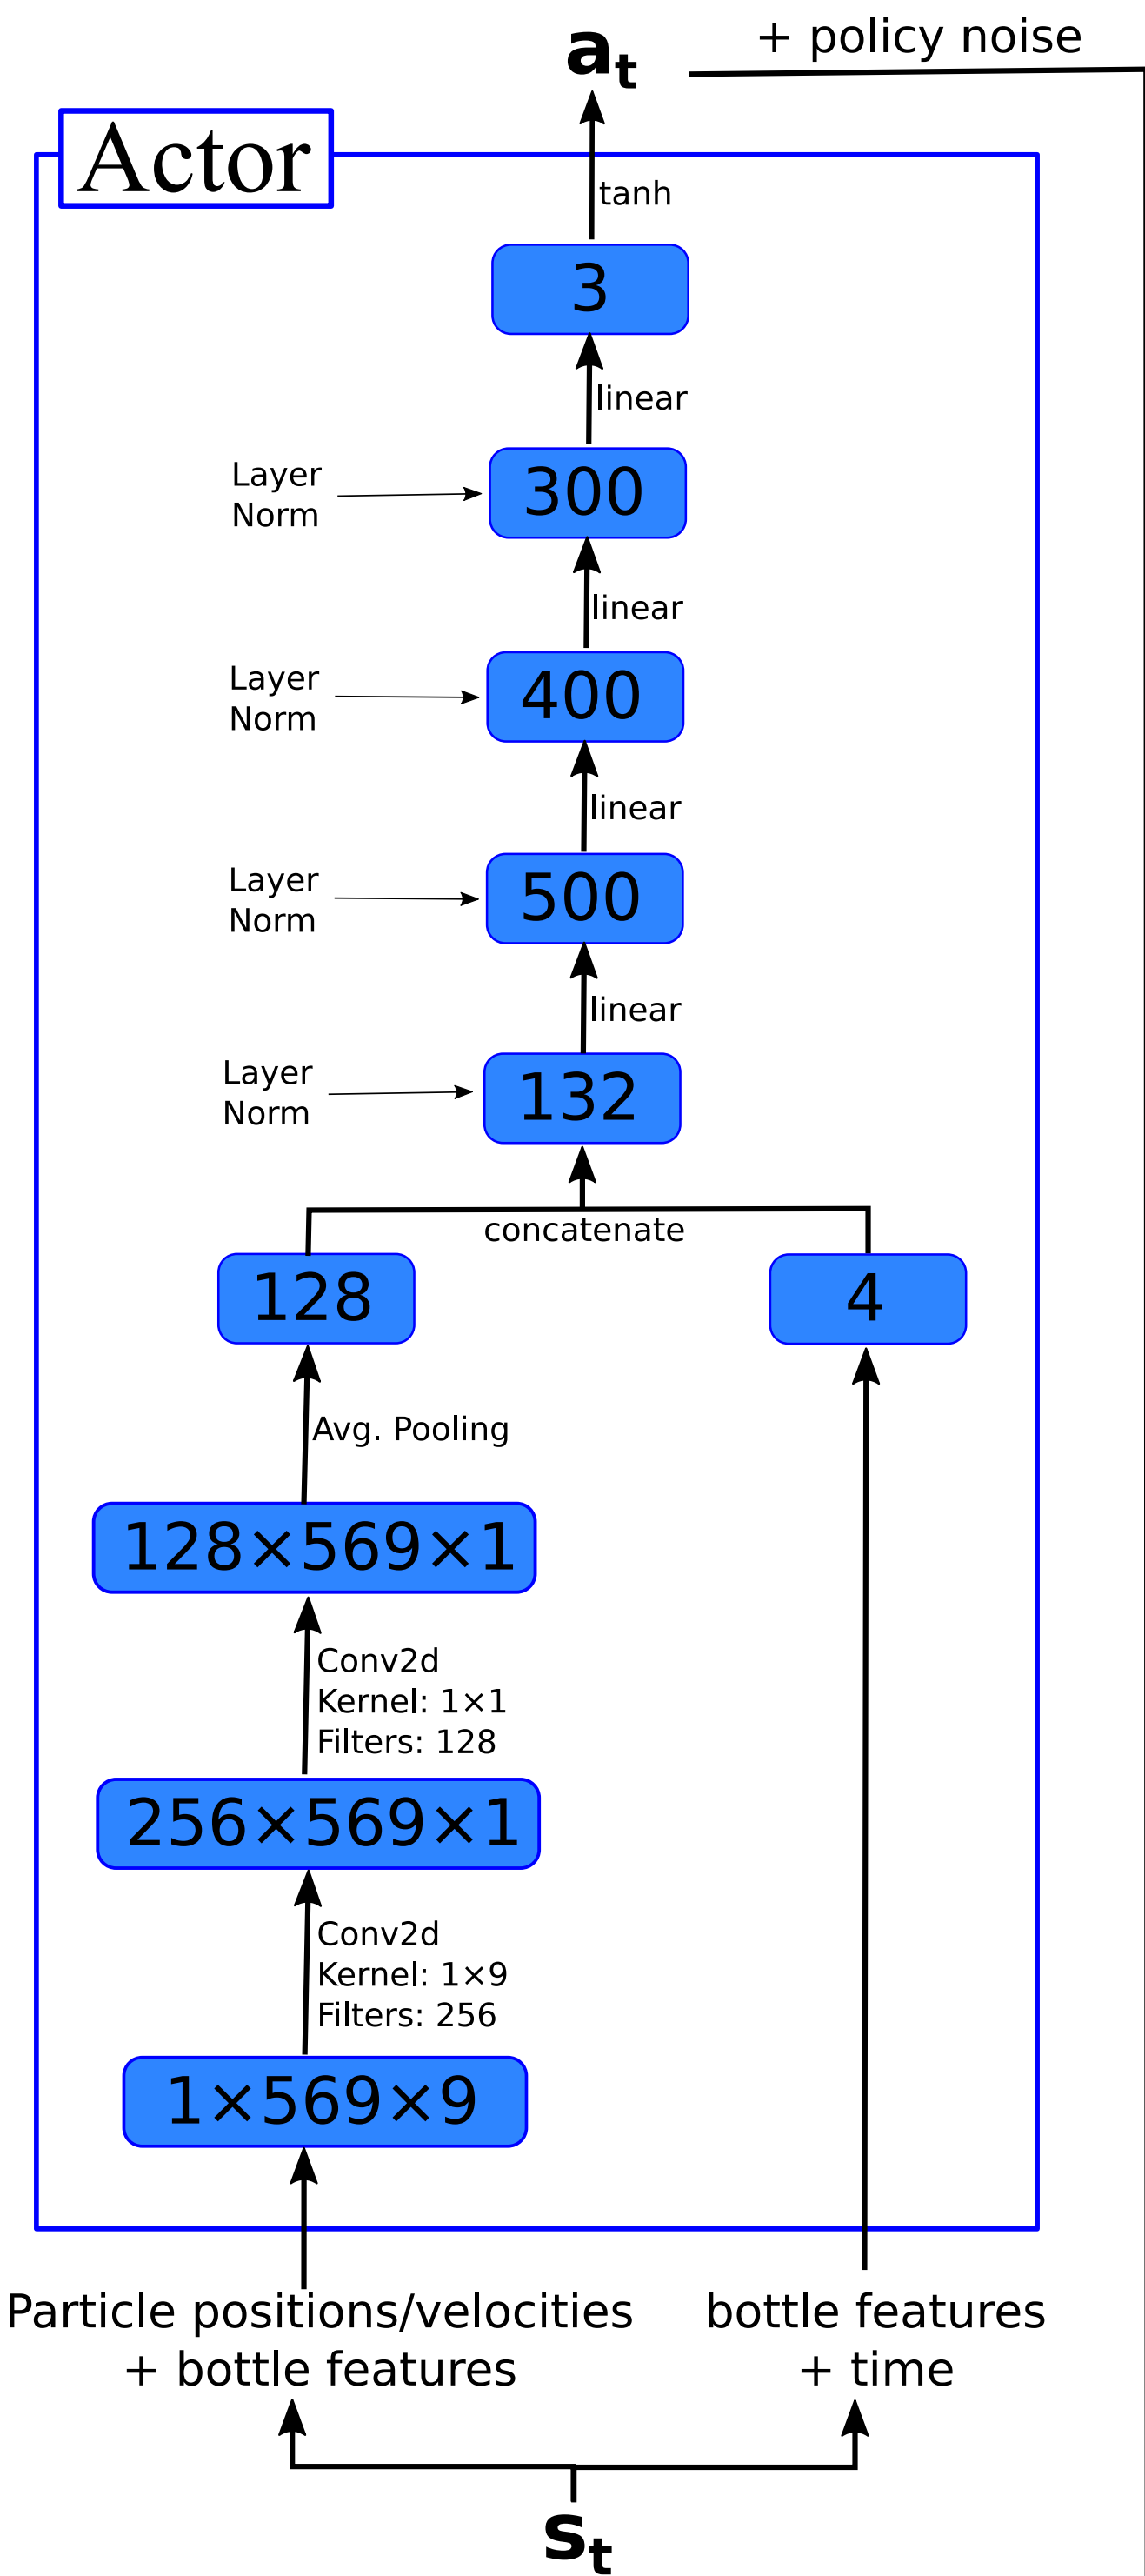 a_t
+ policy noise
Actor
tanh
3
linear
Layer
Norm
300
linear
Layer
Norm
400
linear
Layer
Norm
500
linear
Layer
Norm
132
concatenate
128
4
Avg. Pooling
128×569×1
Conv2d
Kernel: 1×1
Filters: 128
256×569×1
Conv2d
Kernel: 1×9
Filters: 256
1×569×9
Particle positions/velocities
+ bottle features
bottle features
+ time
s_t